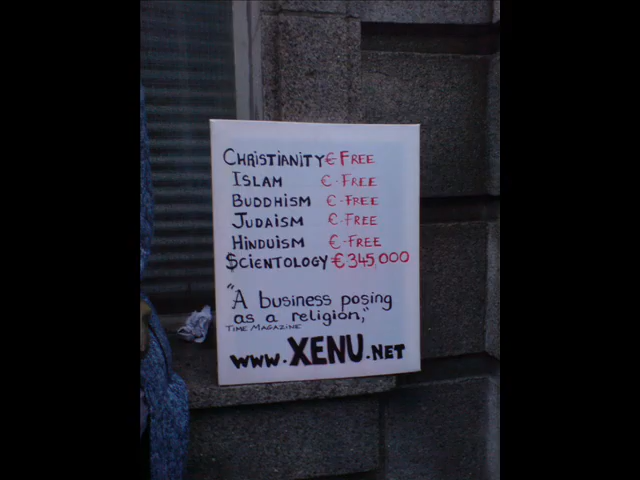 CHRISTIANITY € FREE
ISLAM € - FREE
BUDDHISM € - FREE
JUDAISM € - FREE
HINDUISM € - FREE
$CIENTOLOGY € 345,000
"A business posing
as a religion,"
TIME MAGAZINE
WWW.XENU.NET